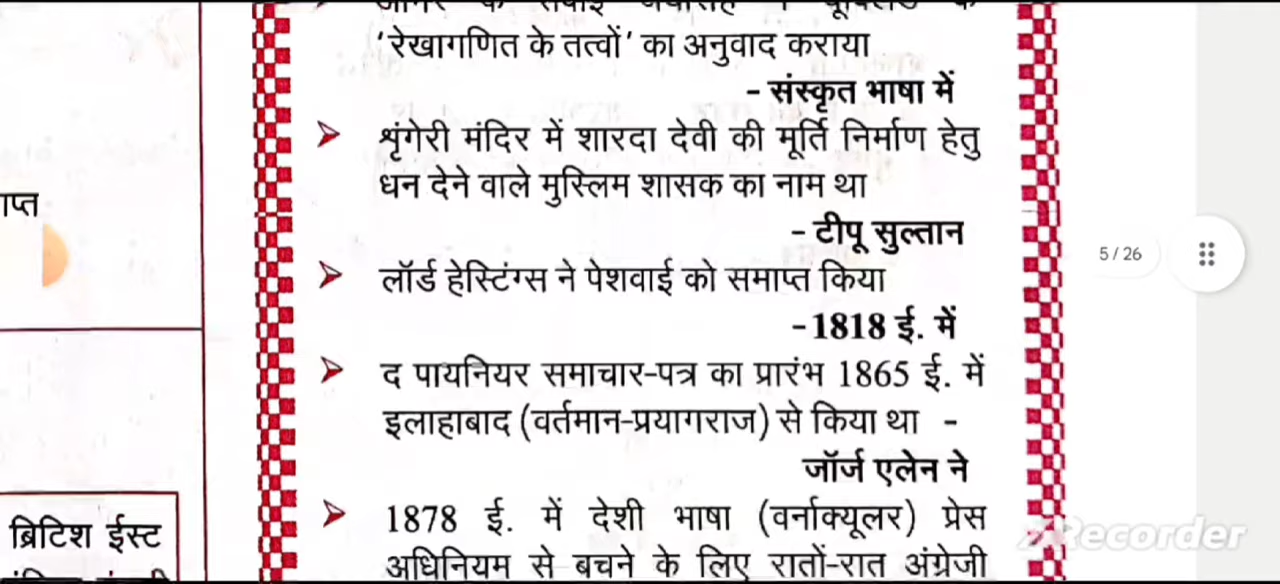 'रेखागणित के तत्वों' का अनुवाद कराया
- संस्कृत भाषा में
शृंगेरी मंदिर में शारदा देवी की मूर्ति निर्माण हेतु
धन देने वाले मुस्लिम शासक का नाम था
- टीपू सुल्तान
लॉर्ड हेस्टिंग्स ने पेशवाई को समाप्त किया
- 1818 ई. में
द पायनियर समाचार-पत्र का प्रारंभ 1865 ई. में
इलाहाबाद (वर्तमान-प्रयागराज) से किया था -
जॉर्ज एलेन ने
1878 ई. में देशी भाषा (वर्नाक्यूलर) प्रेस
अधिनियम से बचने के लिए रातों-रात अंग्रेजी
ब्रिटिश ईस्ट
5 / 26
Recorder